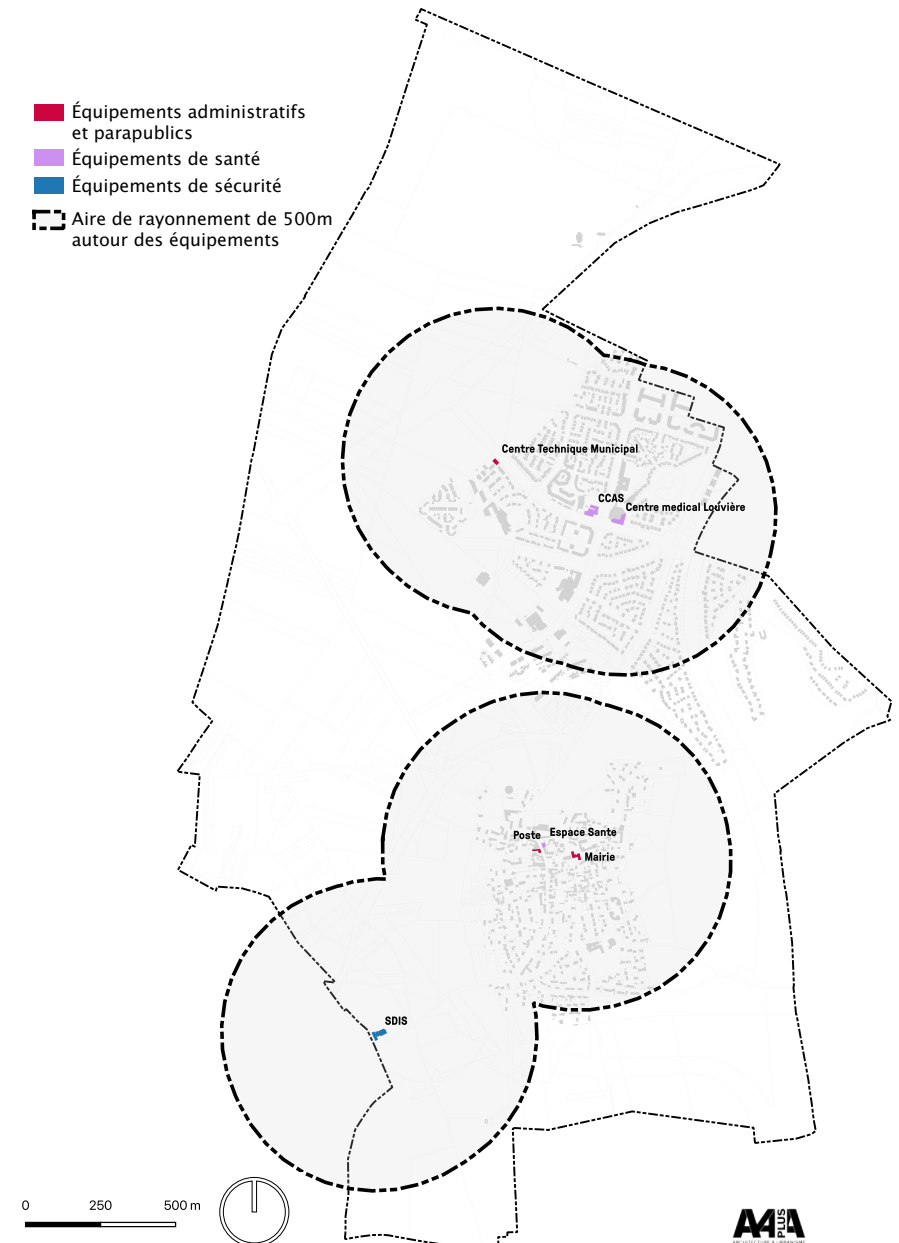 Équipements administratifs
et parapublics
Équipements de santé
Équipements de sécurité
Aire de rayonnement de 500m
autour des équipements
Centre Technique Municipal
CCAS
Centre medical Louvière
Poste
Espace Sante
Mairie
SDIS
0 250 500 m
AA PLUS